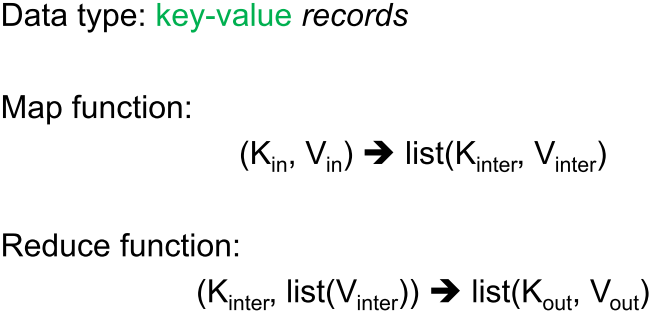 Data type: key-value records
Map function:
(Kin, Vin) ➔ list(Kinter, Vinter)
Reduce function:
(Kinter, list(Vinter)) ➔ list(Kout, Vout)